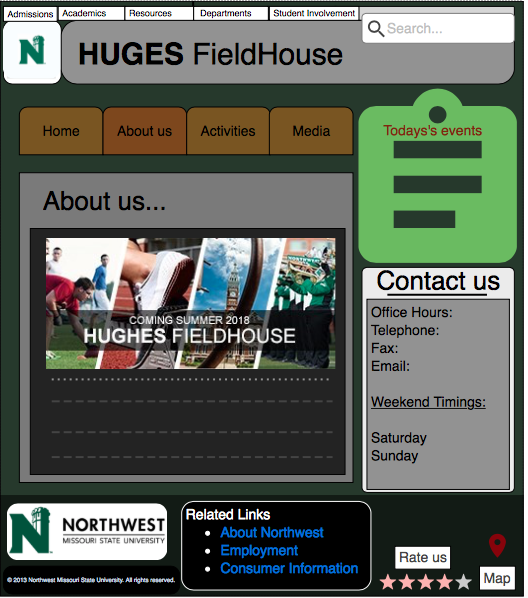 Admissions Academics Resources Departments Student Involvement
Search...
N
HUGES FieldHouse
Home About us Activities Media
Todays's events
About us...
NORTHWEST
COMING SUMMER 2018
HUGHES FIELDHOUSE
Contact us
Office Hours:
Telephone:
Fax:
Email:
Weekend Timings:
Saturday
Sunday
N NORTHWEST
MISSOURI STATE UNIVERSITY
© 2013 Northwest Missouri State University. All rights reserved.
Related Links
About Northwest
Employment
Consumer Information
Rate us
Map